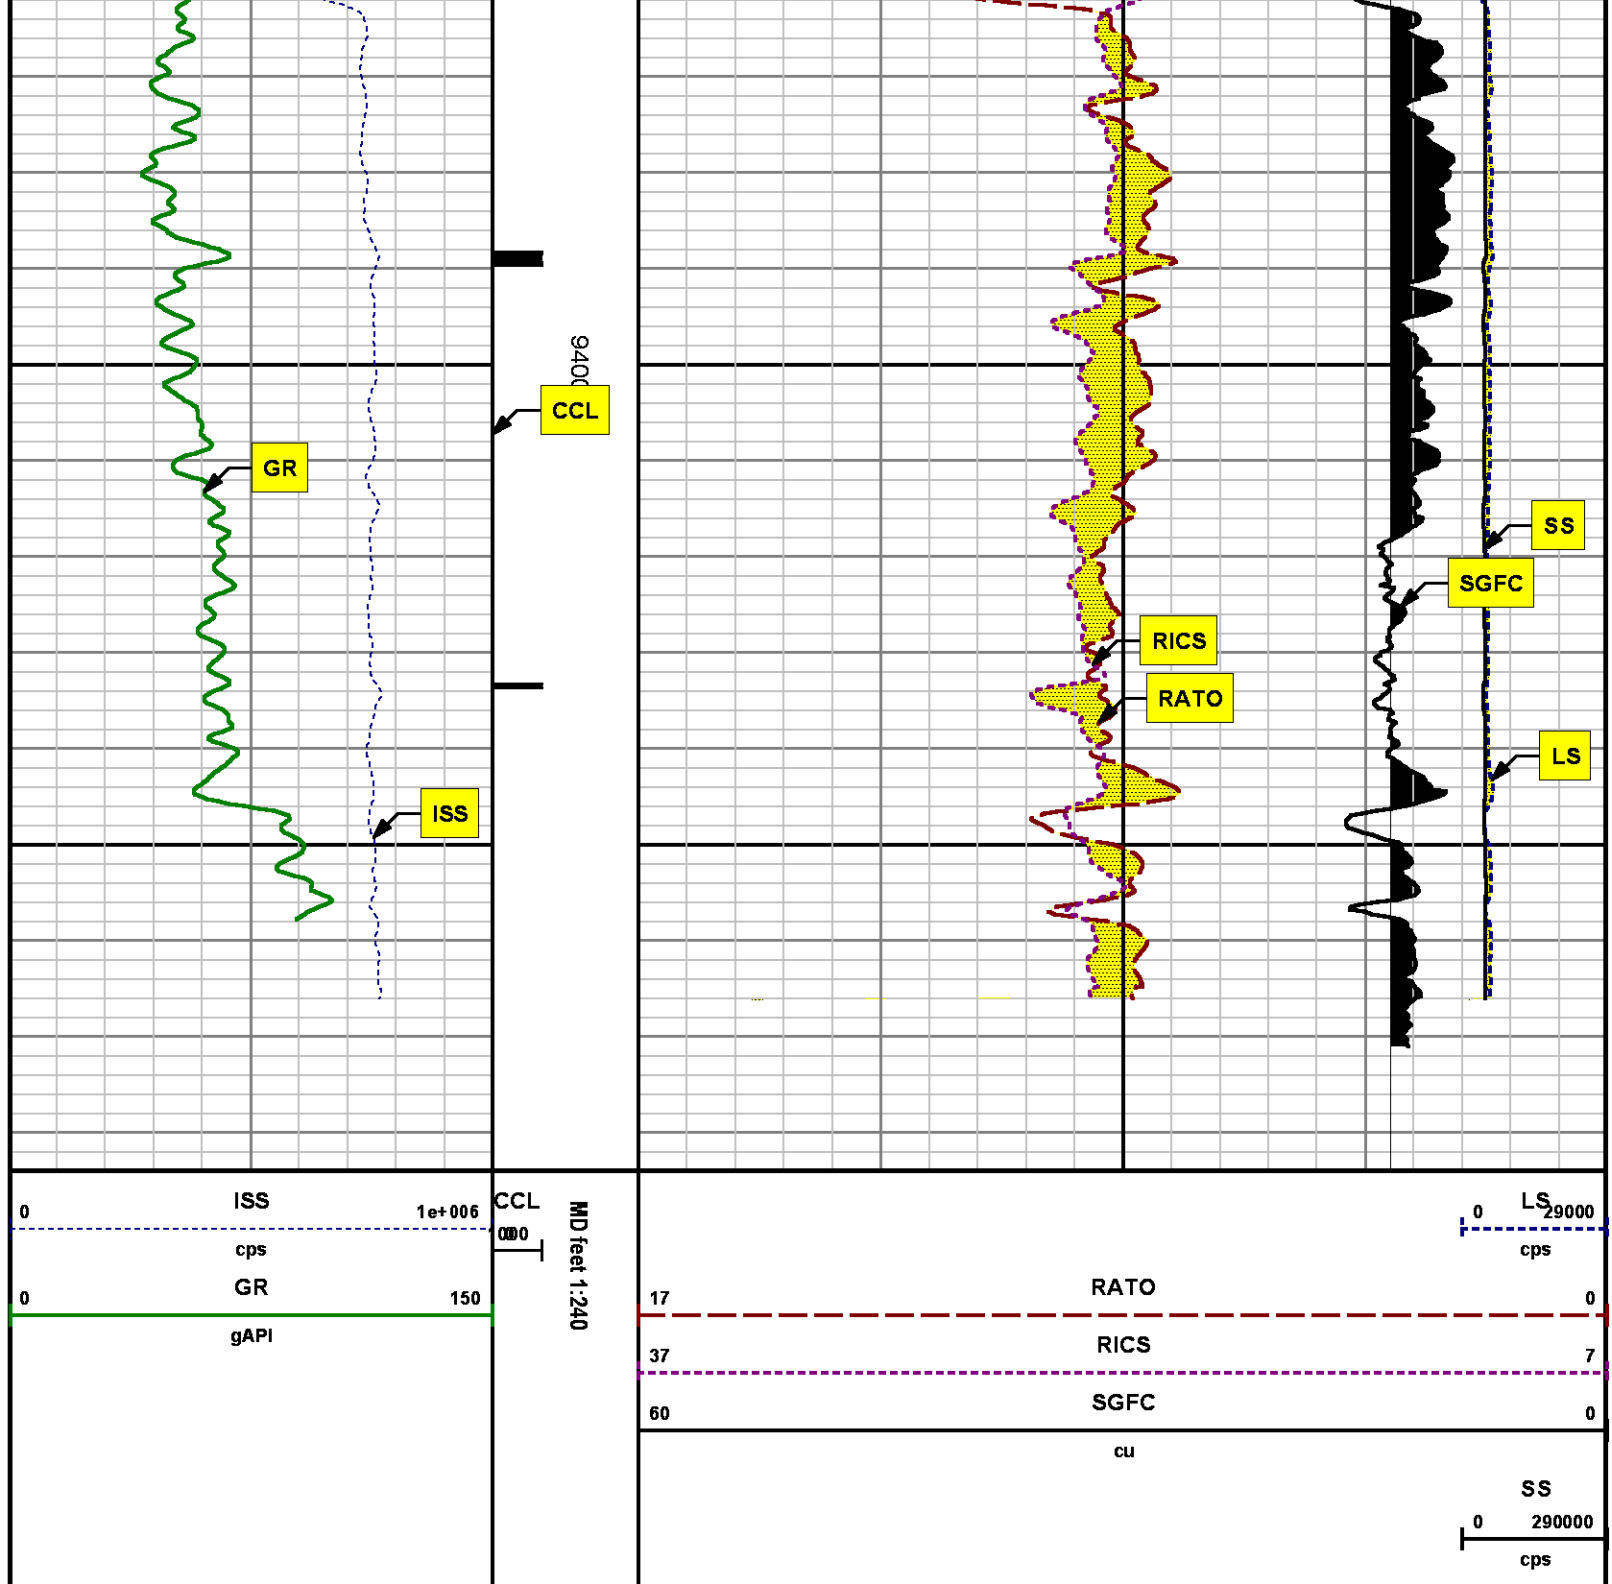 9400
CCL
GR
SS
SGFC
RICS
RATO
LS
ISS
ISS
0 1e+006
cps
GR
0 150
gAPI
CCL
MD feet 1:240
LS
0 29000
cps
RATO
17 0
RICS
37 7
SGFC
60 0
cu
SS
0 290000
cps